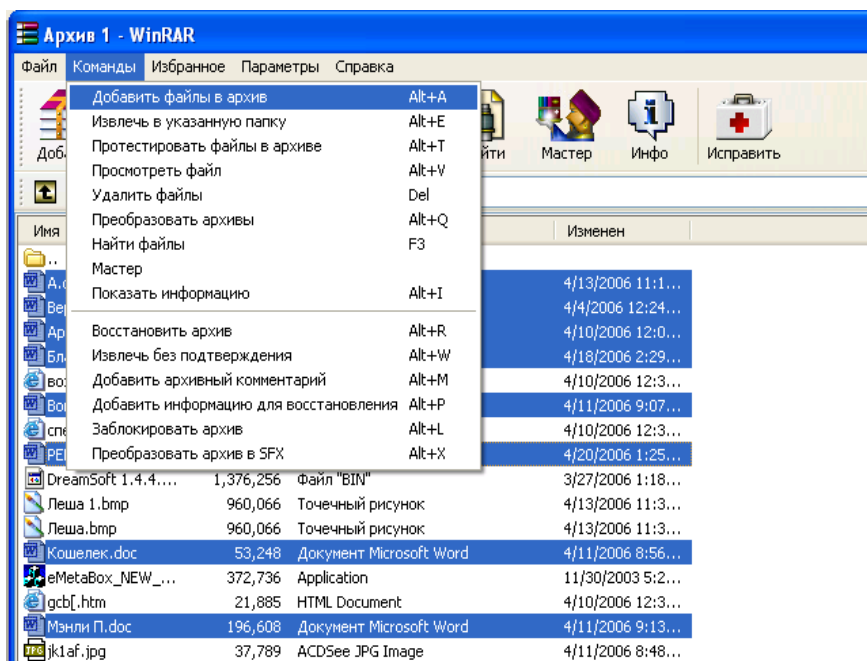 Архив 1 - WinRAR
Файл Команды Избранное Параметры Справка
Добавить файлы в архив Alt+A
Извлечь в указанную папку Alt+E
Протестировать файлы в архиве Alt+T
Просмотреть файл Alt+V
Удалить файлы Del
Преобразовать архивы Alt+Q
Найти файлы F3
Мастер
Показать информацию Alt+I
Восстановить архив Alt+R
Извлечь без подтверждения Alt+W
Добавить архивный комментарий Alt+M
Добавить информацию для восстановления Alt+P
Заблокировать архив Alt+L
Преобразовать архив в SFX Alt+X
Мастер Инфо Исправить
Имя Изменен
..
4/13/2006 11:1...
4/4/2006 12:24...
4/10/2006 12:0...
4/18/2006 2:29...
4/10/2006 12:3...
4/11/2006 9:07...
4/10/2006 12:3...
4/20/2006 1:25...
DreamSoft 1.4.4.... 1,376,256 Файл "BIN" 3/27/2006 1:18...
Леша 1.bmp 960,066 Точечный рисунок 4/13/2006 11:3...
Леша.bmp 960,066 Точечный рисунок 4/13/2006 11:3...
Кошелек.doc 53,248 Документ Microsoft Word 4/11/2006 8:56...
eMetaBox_NEW_... 372,736 Application 11/30/2003 5:2...
gcb[.htm 21,885 HTML Document 4/10/2006 12:3...
Мэнли П.doc 196,608 Документ Microsoft Word 4/11/2006 9:13...
jk1af.jpg 37,789 ACDSee JPG Image 4/11/2006 8:48...